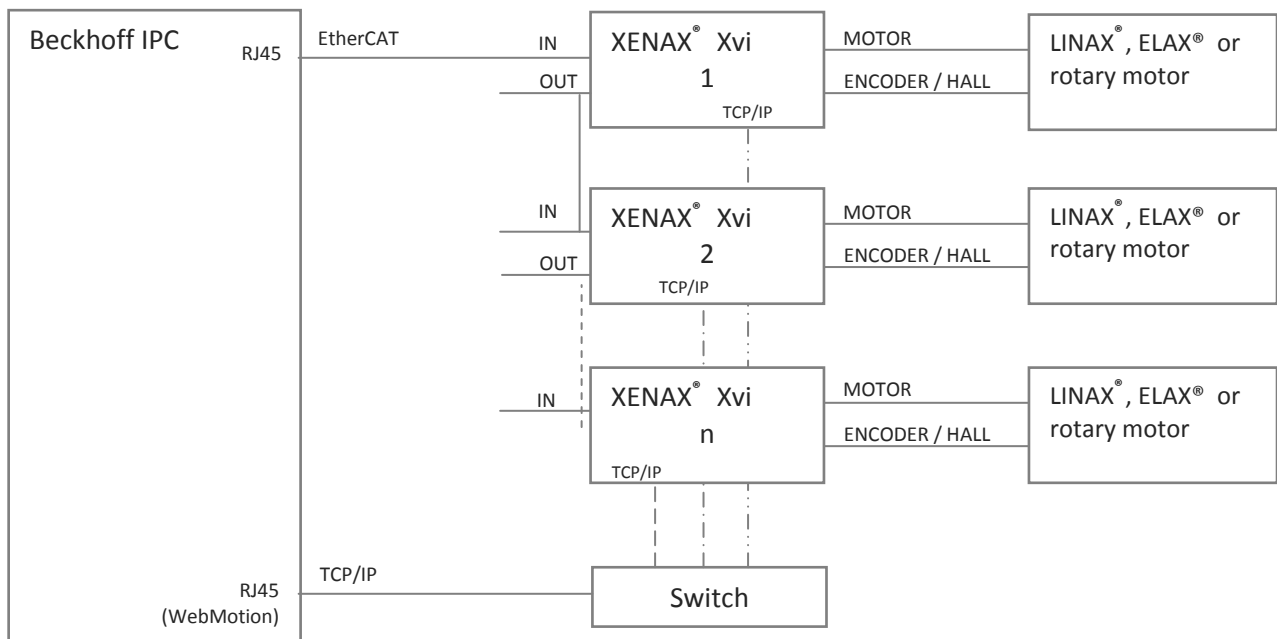 Beckhoff IPC
RJ45
EtherCAT
IN
OUT
XENAX® Xvi
1
TCP/IP
MOTOR
ENCODER / HALL
LINAX®, ELAX® or
rotary motor
IN
OUT
XENAX® Xvi
2
TCP/IP
MOTOR
ENCODER / HALL
LINAX®, ELAX® or
rotary motor
IN
XENAX® Xvi
n
TCP/IP
MOTOR
ENCODER / HALL
LINAX®, ELAX® or
rotary motor
RJ45
(WebMotion)
TCP/IP
Switch